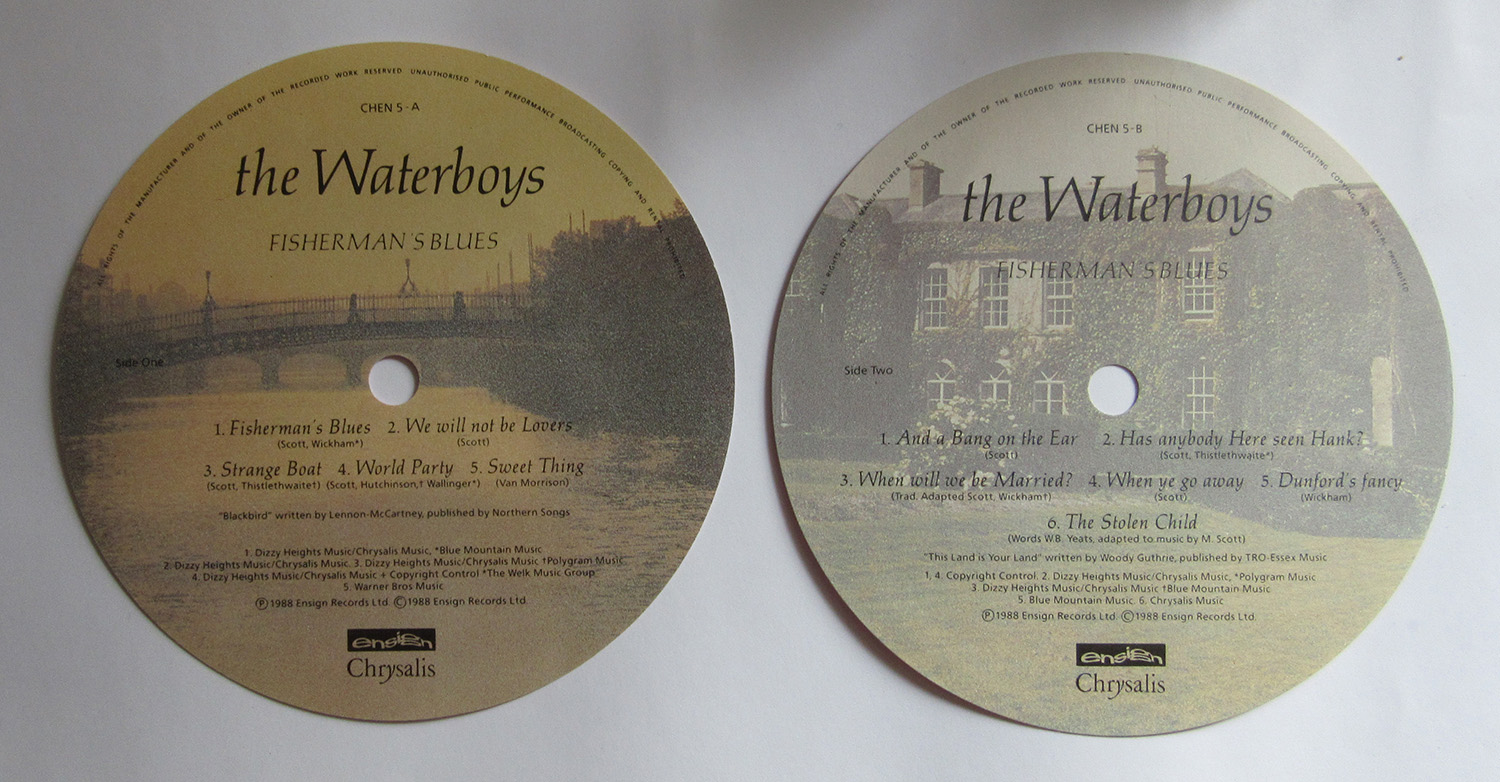 ALL RIGHTS OF THE MANUFACTURER AND OF THE OWNER OF THE RECORDED WORK RESERVED UNAUTHORISED PUBLIC PERFORMANCE BROADCASTING COPYING AND RENTAL PROHIBITED
CHEN 5-A
the Waterboys
FISHERMAN'S BLUES
Side One
1. Fisherman's Blues 2. We will not be Lovers
(Scott, Wickham*) (Scott)
3. Strange Boat 4. World Party 5. Sweet Thing
(Scott, Thistlethwaite†) (Scott, Hutchinson,† Wallinger*) (Van Morrison)
"Blackbird" written by Lennon-McCartney, published by Northern Songs
1. Dizzy Heights Music/Chrysalis Music, *Blue Mountain Music
2. Dizzy Heights Music/Chrysalis Music. 3. Dizzy Heights Music/Chrysalis Music †Polygram Music
4. Dizzy Heights Music/Chrysalis Music + Copyright Control *The Welk Music Group
5. Warner Bros Music
Ⓟ1988 Ensign Records Ltd. ©1988 Ensign Records Ltd.
ensign
Chrysalis
ALL RIGHTS OF THE MANUFACTURER AND OF THE OWNER OF THE RECORDED WORK RESERVED UNAUTHORISED PUBLIC PERFORMANCE BROADCASTING COPYING AND RENTAL PROHIBITED
CHEN 5-B
the Waterboys
FISHERMAN'S BLUES
Side Two
1. And a Bang on the Ear 2. Has anybody Here seen Hank?
(Scott) (Scott, Thistlethwaite*)
3. When will we be Married? 4. When ye go away 5. Dunford's fancy
(Trad. Adapted Scott, Wickham†) (Scott) (Wickham)
6. The Stolen Child
(Words W.B. Yeats, adapted to music by M. Scott)
"This Land is Your Land" written by Woody Guthrie, published by TRO-Essex Music
1, 4. Copyright Control. 2. Dizzy Heights Music/Chrysalis Music, *Polygram Music
3. Dizzy Heights Music/Chrysalis Music †Blue Mountain Music
5. Blue Mountain Music. 6. Chrysalis Music
Ⓟ1988 Ensign Records Ltd. ©1988 Ensign Records Ltd.
ensign
Chrysalis